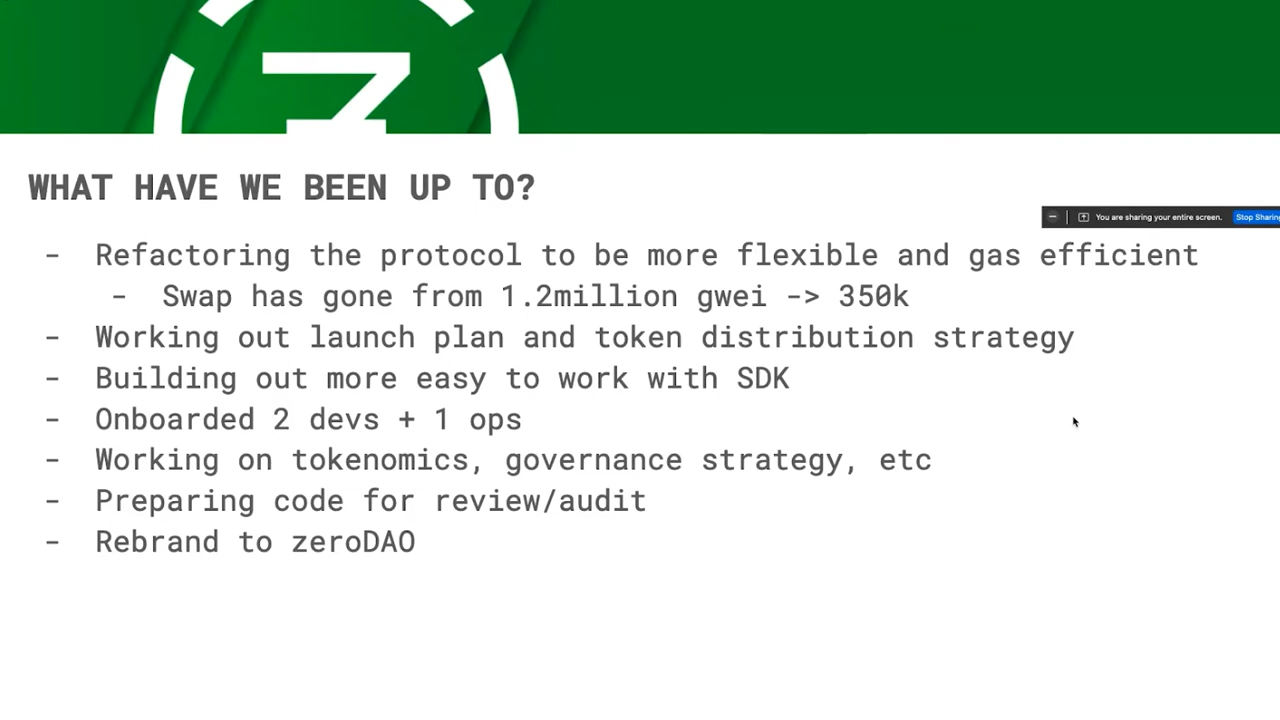 WHAT HAVE WE BEEN UP TO?
You are sharing your entire screen. Stop Sharing
- Refactoring the protocol to be more flexible and gas efficient
- Swap has gone from 1.2million gwei -> 350k
- Working out launch plan and token distribution strategy
- Building out more easy to work with SDK
- Onboarded 2 devs + 1 ops
- Working on tokenomics, governance strategy, etc
- Preparing code for review/audit
- Rebrand to zeroDAO